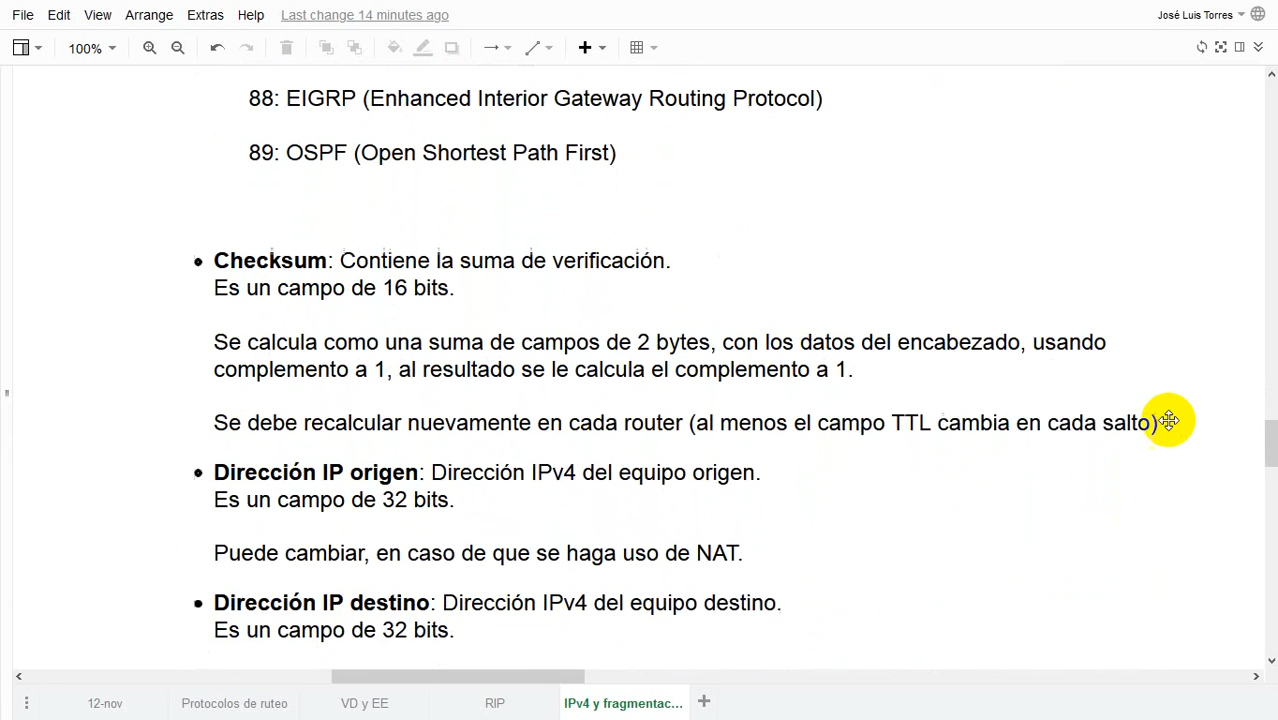 File Edit View Arrange Extras Help Last change 14 minutes ago José Luis Torres
100%
88: EIGRP (Enhanced Interior Gateway Routing Protocol)
89: OSPF (Open Shortest Path First)
• Checksum: Contiene la suma de verificación.
Es un campo de 16 bits.
Se calcula como una suma de campos de 2 bytes, con los datos del encabezado, usando
complemento a 1, al resultado se le calcula el complemento a 1.
Se debe recalcular nuevamente en cada router (al menos el campo TTL cambia en cada salto)
• Dirección IP origen: Dirección IPv4 del equipo origen.
Es un campo de 32 bits.
Puede cambiar, en caso de que se haga uso de NAT.
• Dirección IP destino: Dirección IPv4 del equipo destino.
Es un campo de 32 bits.
12-nov Protocolos de ruteo VD y EE RIP IPv4 y fragmentac...